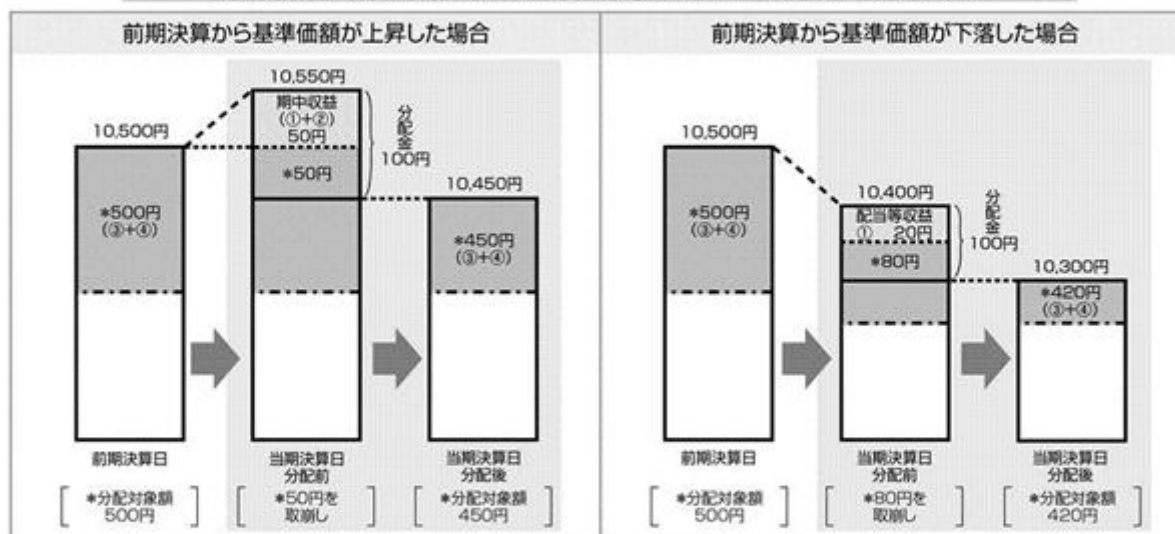 前期決算から基準価額が上昇した場合
10,550円
期中収益
(①+②)
50円
*50円
10,500円
*500円
(③+④)
分配金
100円
10,450円
*450円
(③+④)
前期決算日
当期決算日
分配前
当期決算日
分配後
*分配対象額
500円
*50円を
取崩し
*分配対象額
450円
前期決算から基準価額が下落した場合
10,500円
*500円
(③+④)
10,400円
配当等収益
① 20円
*80円
分配金
100円
10,300円
*420円
(③+④)
前期決算日
当期決算日
分配前
当期決算日
分配後
*分配対象額
500円
*80円を
取崩し
*分配対象額
420円